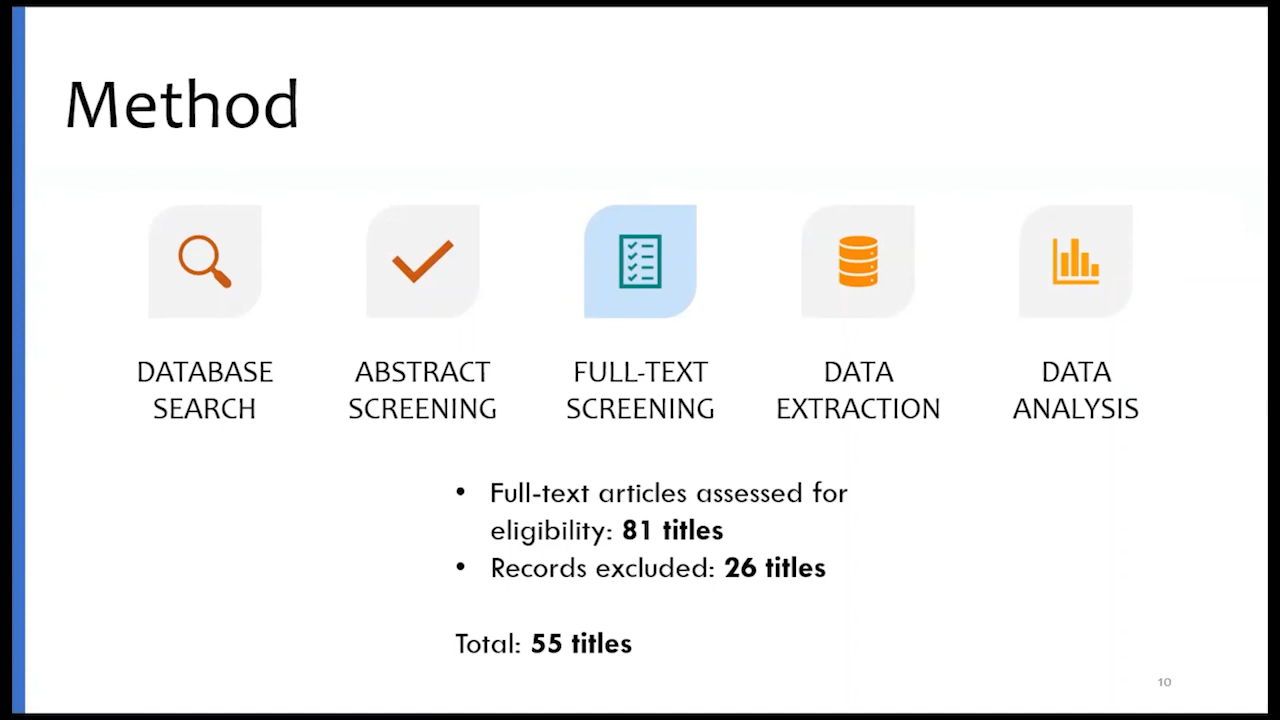 Method
DATABASE
SEARCH
ABSTRACT
SCREENING
FULL-TEXT
SCREENING
DATA
EXTRACTION
DATA
ANALYSIS
• Full-text articles assessed for
eligibility: 81 titles
• Records excluded: 26 titles
Total: 55 titles
10